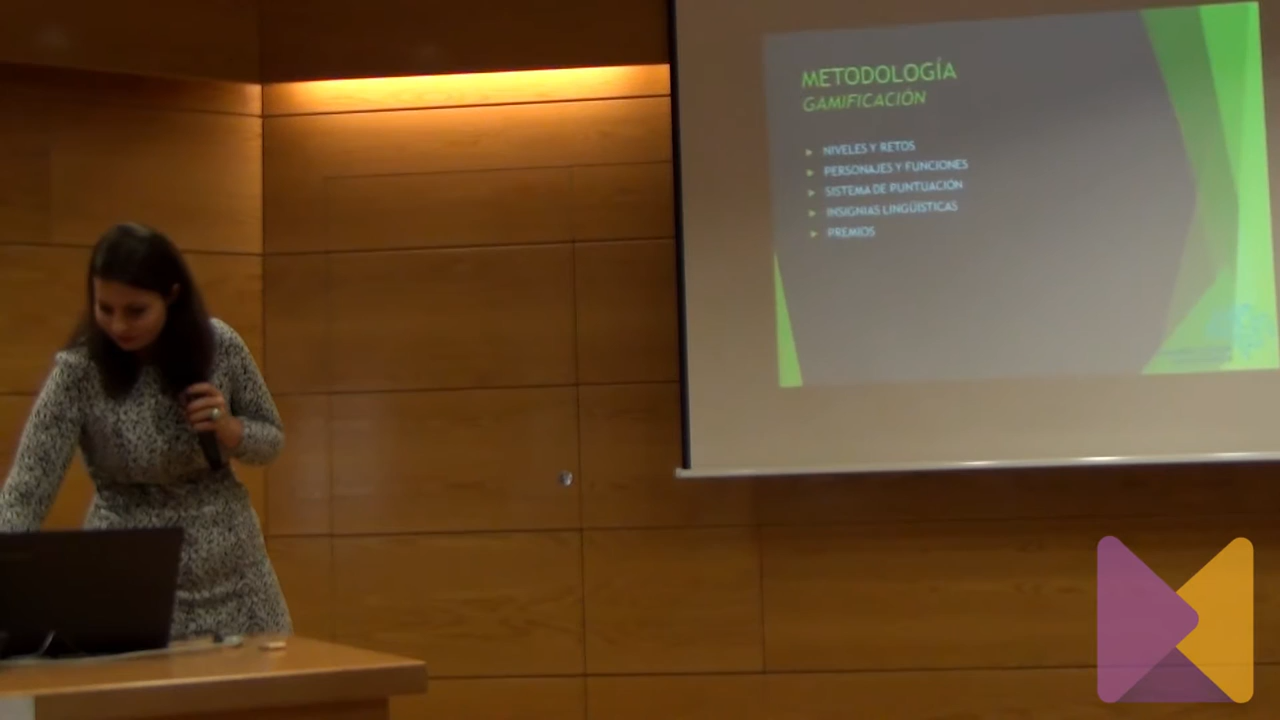 METODOLOGÍA
GAMIFICACIÓN
NIVELES Y RETOS
PERSONAJES Y FUNCIONES
SISTEMA DE PUNTUACIÓN
INSIGNIAS LINGÜÍSTICAS
PREMIOS